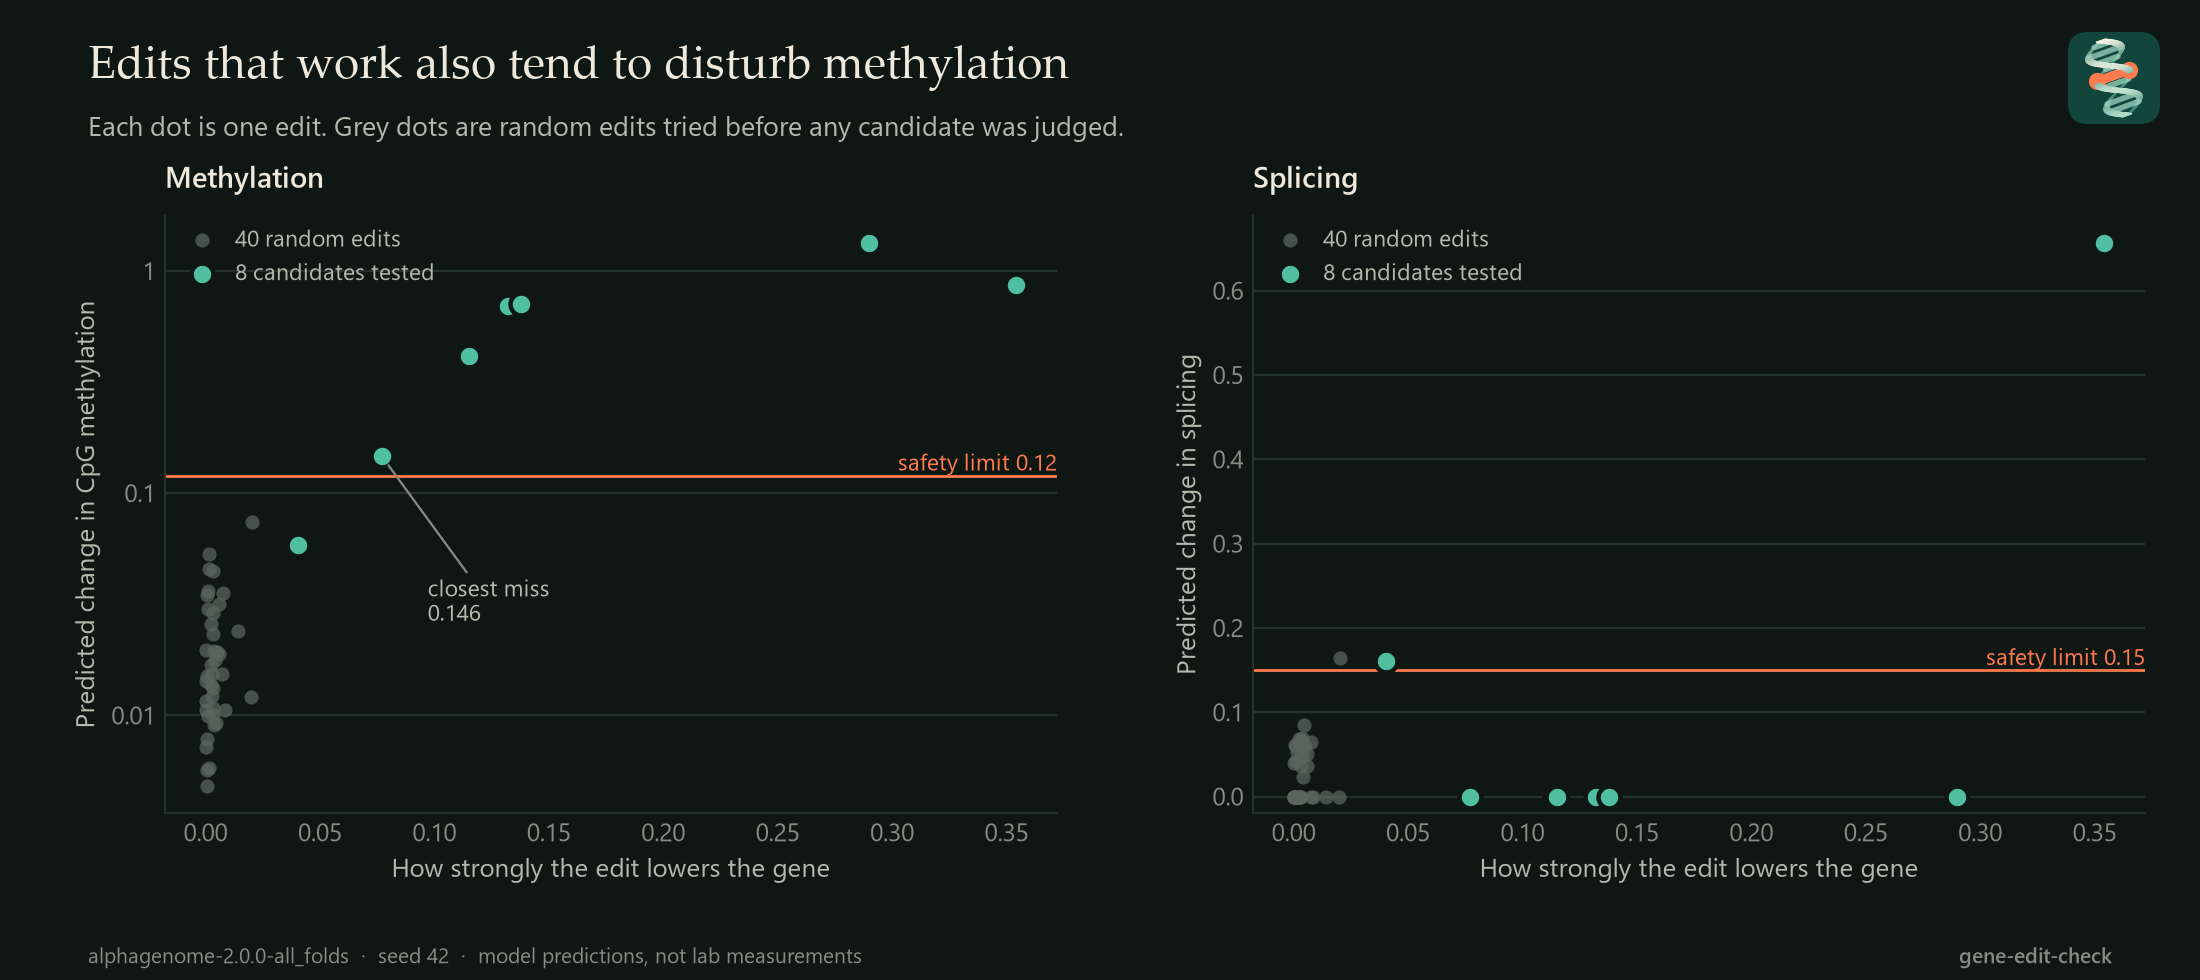 Edits that work also tend to disturb methylation
Each dot is one edit. Grey dots are random edits tried before any candidate was judged.
Methylation
40 random edits
8 candidates tested
1
0.1
0.01
Predicted change in CpG methylation
safety limit 0.12
closest miss
0.146
0.00 0.05 0.10 0.15 0.20 0.25 0.30 0.35
How strongly the edit lowers the gene
Splicing
40 random edits
8 candidates tested
0.6
0.5
0.4
0.3
0.2
0.1
0.0
Predicted change in splicing
safety limit 0.15
0.00 0.05 0.10 0.15 0.20 0.25 0.30 0.35
How strongly the edit lowers the gene
alphagenome-2.0.0-all_folds · seed 42 · model predictions, not lab measurements
gene-edit-check